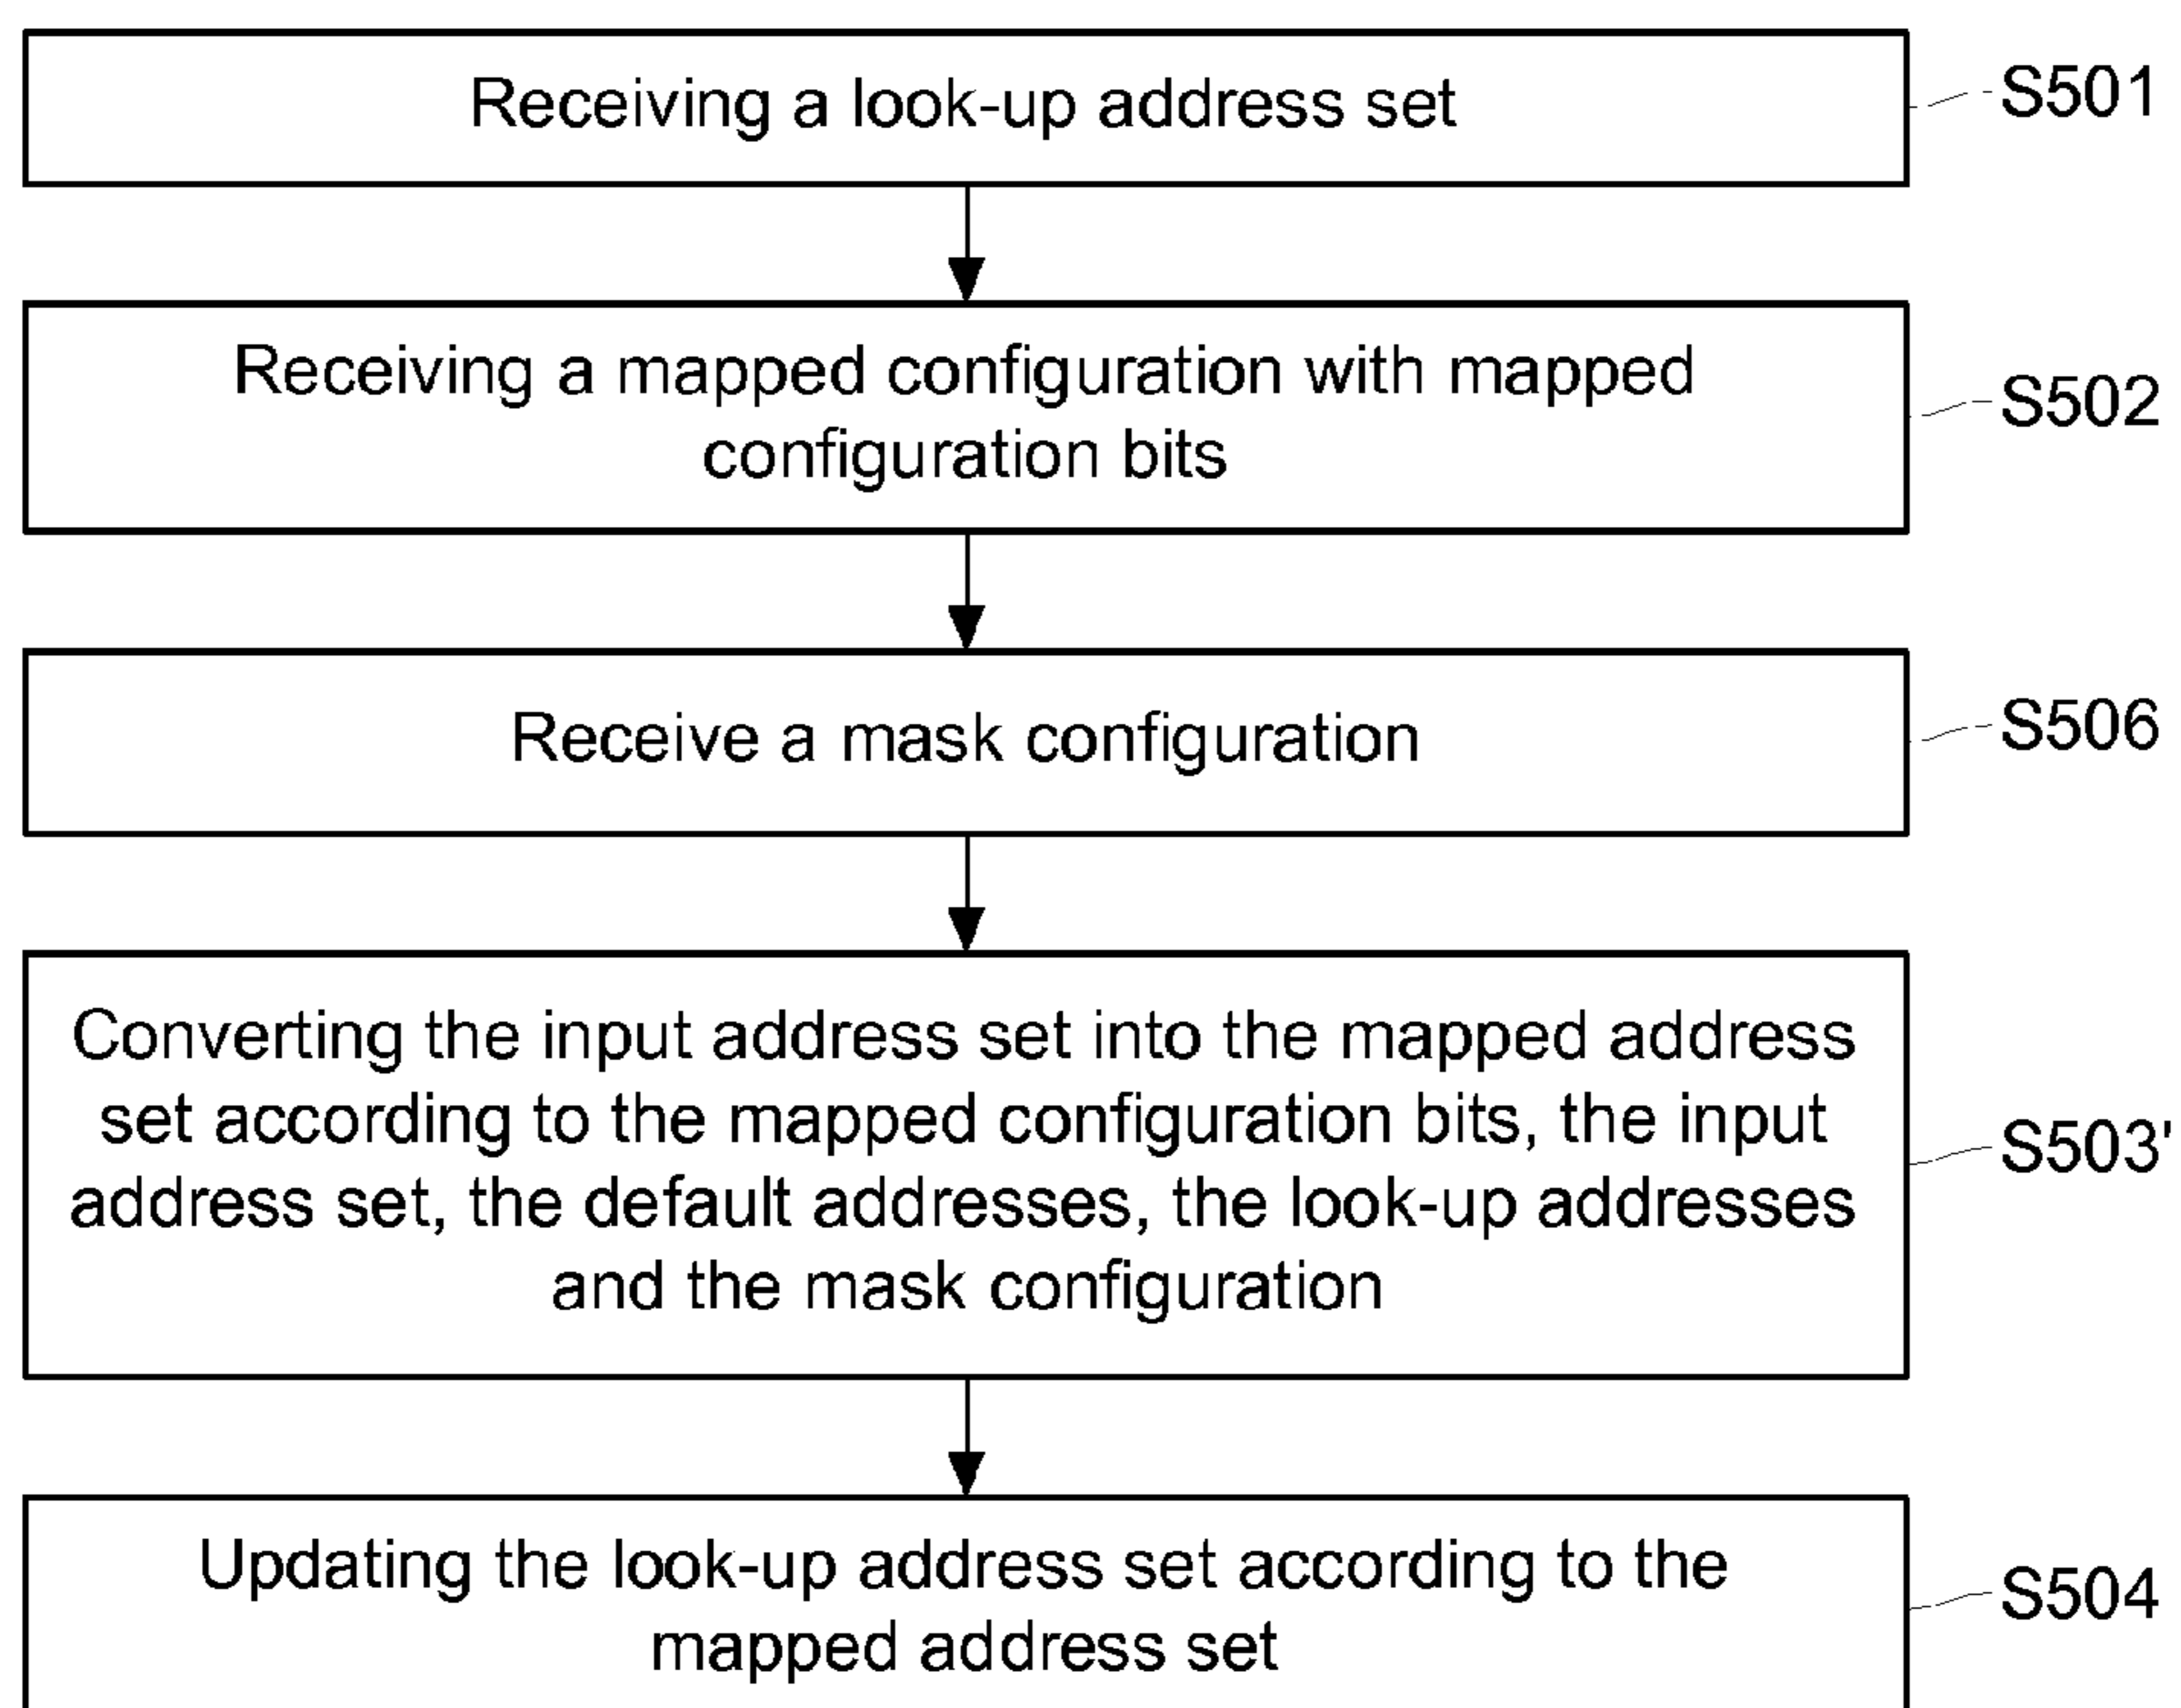 Receiving a look-up address set
S501
Receiving a mapped configuration with mapped
configuration bits
S502
Receive a mask configuration
S506
Converting the input address set into the mapped address
set according to the mapped configuration bits, the input
address set, the default addresses, the look-up addresses
and the mask configuration
S503'
Updating the look-up address set according to the
mapped address set
S504